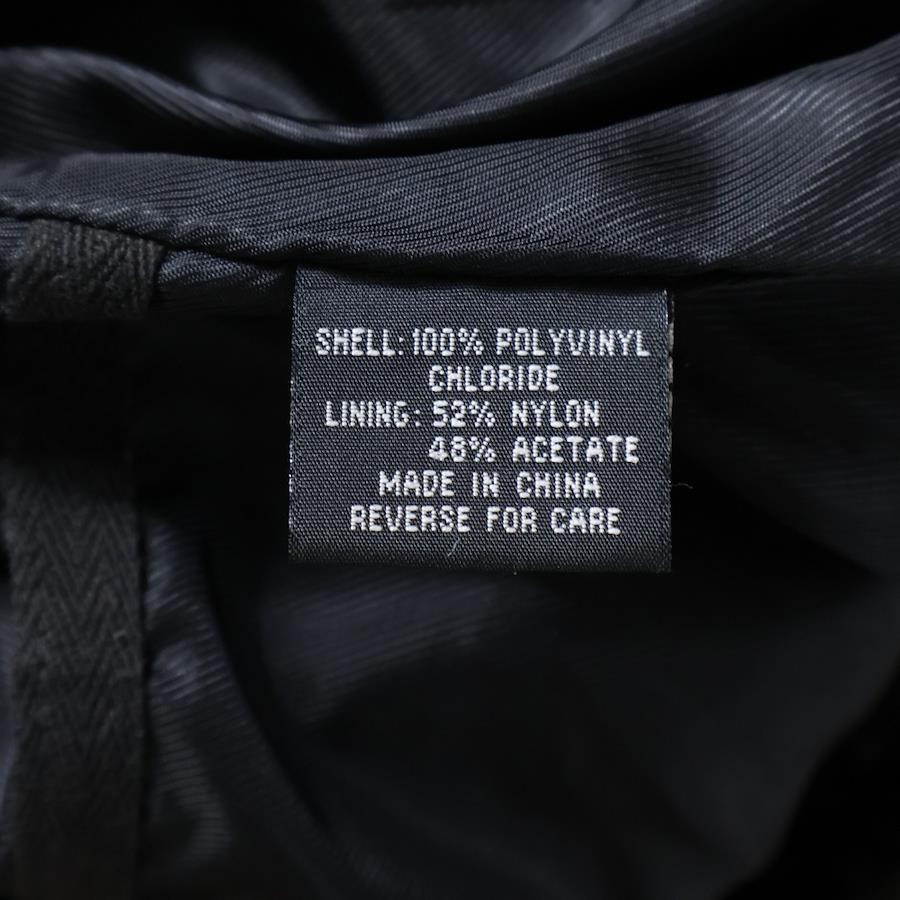 SHELL: 100% POLYVINYL
CHLORIDE
LINING: 52% NYLON
48% ACETATE
MADE IN CHINA
REVERSE FOR CARE